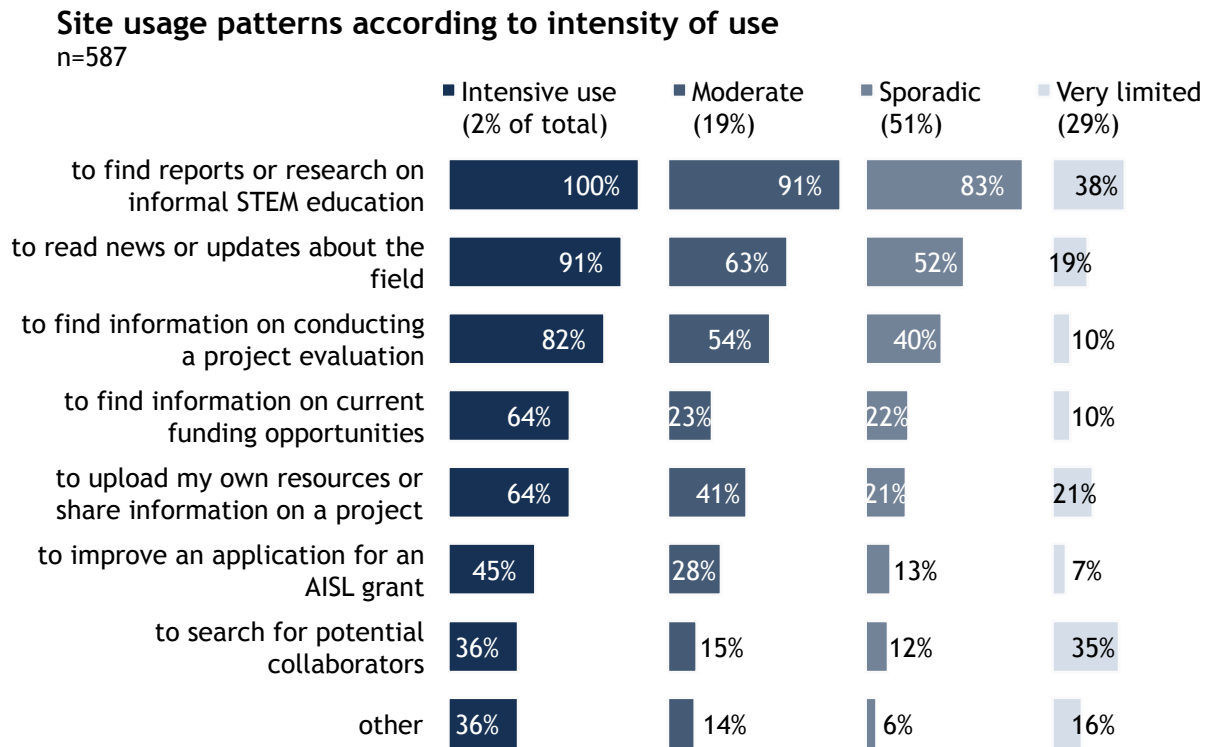 Site usage patterns according to intensity of use
n=587
Intensive use
(2% of total)
Moderate
(19%)
Sporadic
(51%)
Very limited
(29%)
to find reports or research on
informal STEM education
100%
91%
83%
38%
to read news or updates about the
field
91%
63%
52%
19%
to find information on conducting
a project evaluation
82%
54%
40%
10%
to find information on current
funding opportunities
64%
23%
22%
10%
to upload my own resources or
share information on a project
64%
41%
21%
21%
to improve an application for an
AISL grant
45%
28%
13%
7%
to search for potential
collaborators
36%
15%
12%
35%
other
36%
14%
6%
16%